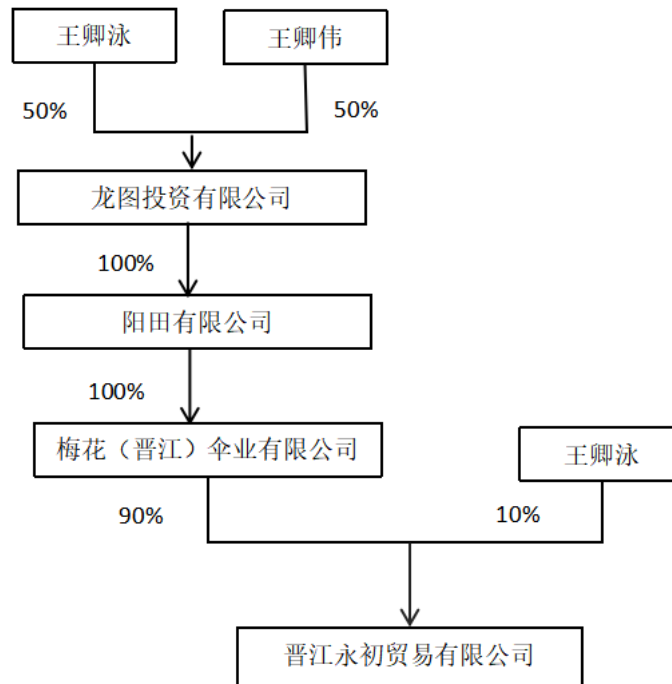 王卿泳
王卿伟
50%
50%
龙图投资有限公司
100%
阳田有限公司
100%
梅花（晋江）伞业有限公司
王卿泳
90%
10%
晋江永初贸易有限公司